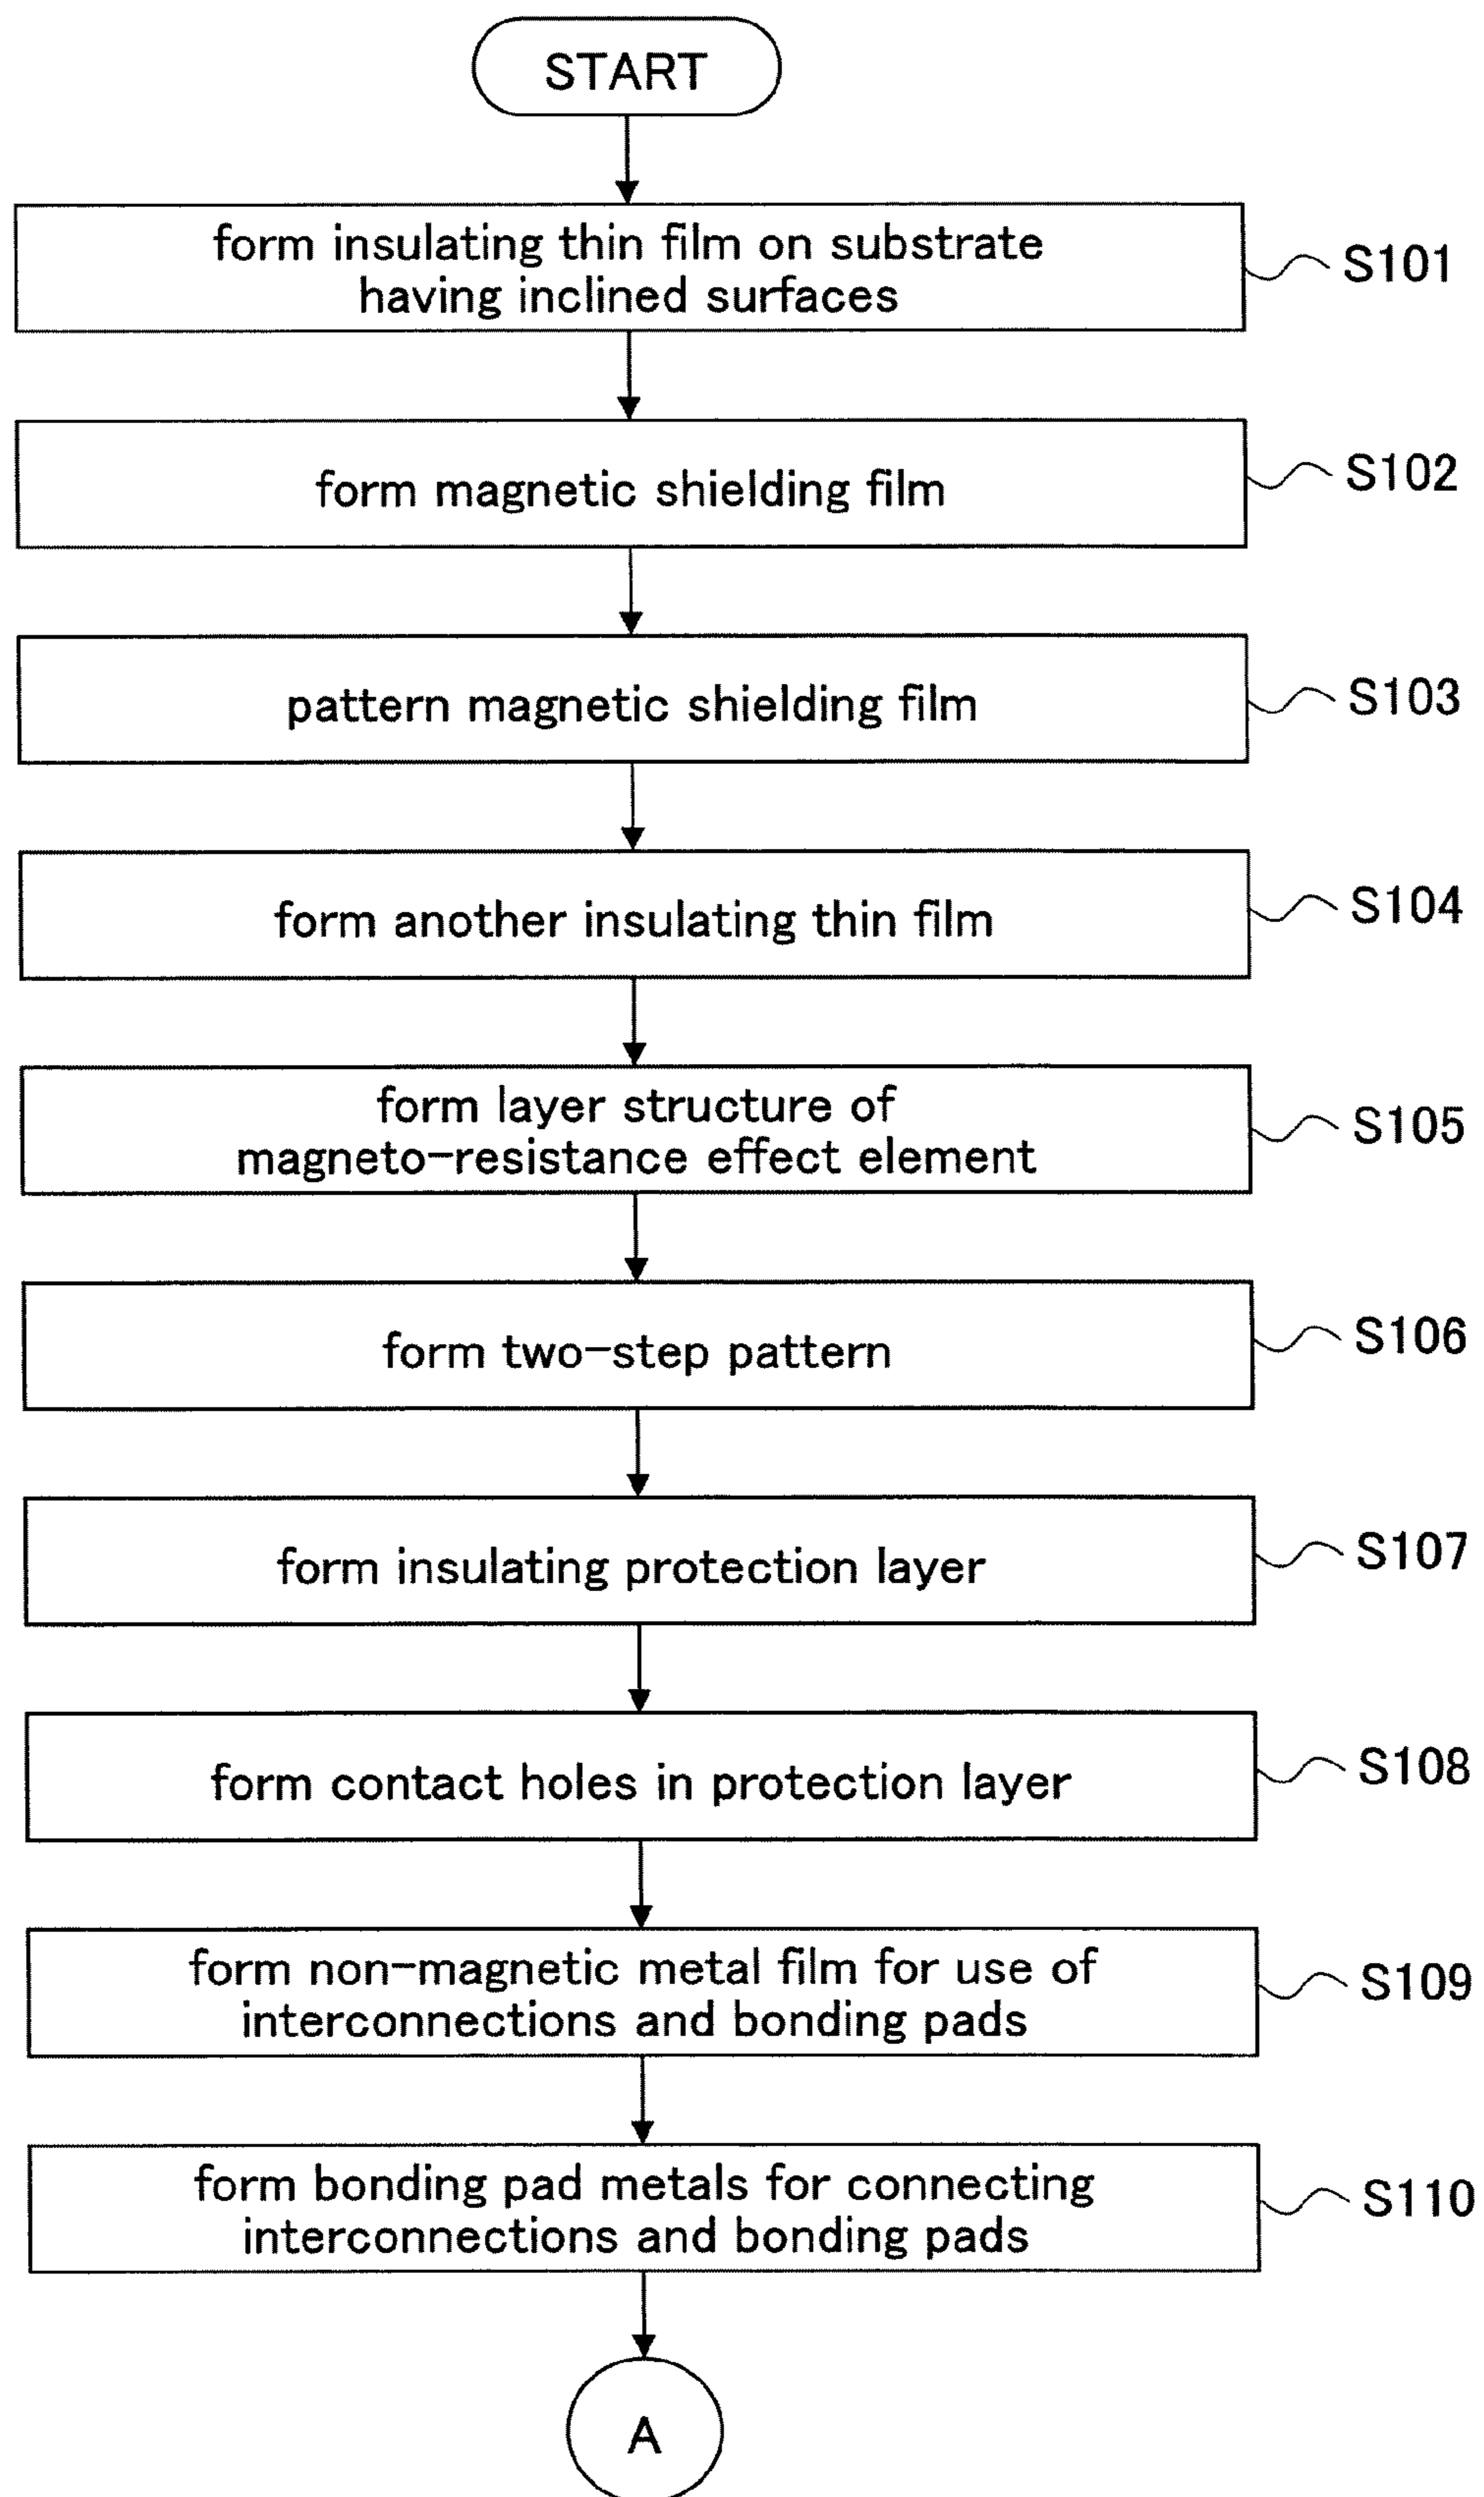 START
form insulating thin film on substrate
having inclined surfaces
S101
form magnetic shielding film
S102
pattern magnetic shielding film
S103
form another insulating thin film
S104
form layer structure of
magneto-resistance effect element
S105
form two-step pattern
S106
form insulating protection layer
S107
form contact holes in protection layer
S108
form non-magnetic metal film for use of
interconnections and bonding pads
S109
form bonding pad metals for connecting
interconnections and bonding pads
S110
A